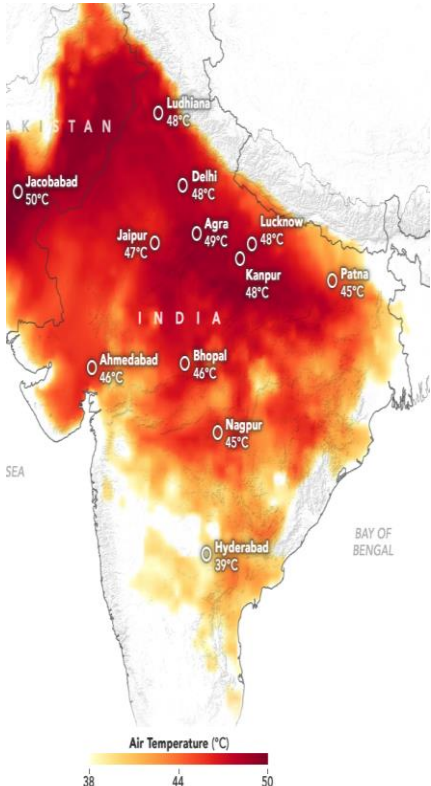 Ludhiana
48°C
AKISTAN
Jacobabad
50°C
Delhi
48°C
Agra
49°C
Lucknow
48°C
Jaipur
47°C
Kanpur
48°C
Patna
45°C
INDIA
Ahmedabad
46°C
Bhopal
46°C
Nagpur
45°C
SEA
BAY OF
BENGAL
Hyderabad
39°C
Air Temperature (°C)
38 44 50